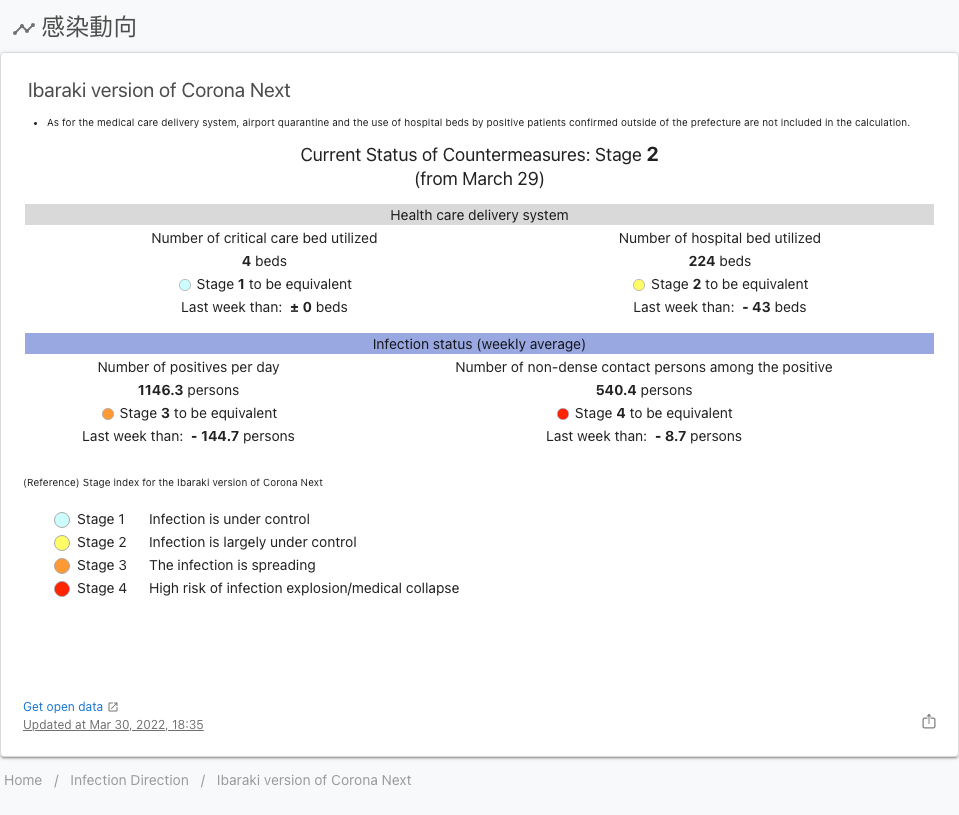 感染動向
Ibaraki version of Corona Next
• As for the medical care delivery system, airport quarantine and the use of hospital beds by positive patients confirmed outside of the prefecture are not included in the calculation.
Current Status of Countermeasures: Stage 2
(from March 29)
Health care delivery system
Number of critical care bed utilized
4 beds
Stage 1 to be equivalent
Last week than: ± 0 beds
Number of hospital bed utilized
224 beds
Stage 2 to be equivalent
Last week than: - 43 beds
Infection status (weekly average)
Number of positives per day
1146.3 persons
Stage 3 to be equivalent
Last week than: - 144.7 persons
Number of non-dense contact persons among the positive
540.4 persons
Stage 4 to be equivalent
Last week than: - 8.7 persons
(Reference) Stage index for the Ibaraki version of Corona Next
Stage 1 Infection is under control
Stage 2 Infection is largely under control
Stage 3 The infection is spreading
Stage 4 High risk of infection explosion/medical collapse
Get open data
Updated at Mar 30, 2022, 18:35
Home / Infection Direction / Ibaraki version of Corona Next